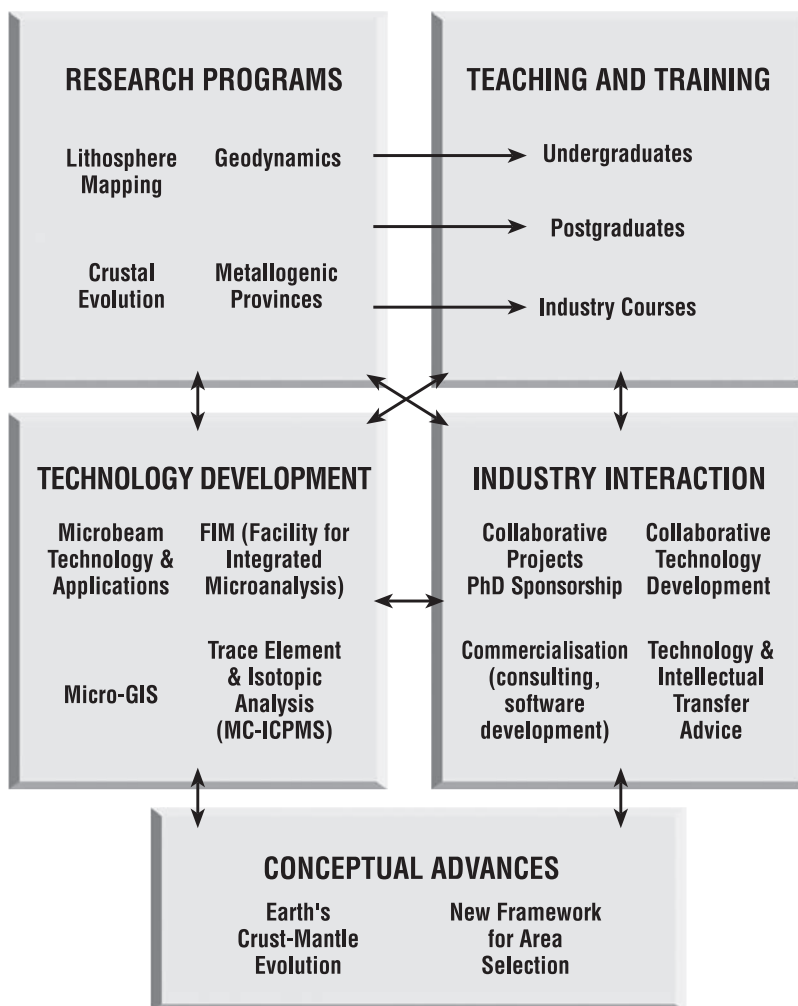 RESEARCH PROGRAMS
Lithosphere
Mapping
Geodynamics
Crustal
Evolution
Metallogenic
Provinces
TEACHING AND TRAINING
Undergraduates
Postgraduates
Industry Courses
TECHNOLOGY DEVELOPMENT
Microbeam
Technology &
Applications
FIM (Facility for
Integrated
Microanalysis)
Micro-GIS
Trace Element
& Isotopic
Analysis
(MC-ICPMS)
INDUSTRY INTERACTION
Collaborative
Projects
PhD Sponsorship
Collaborative
Technology
Development
Commercialisation
(consulting,
software
development)
Technology &
Intellectual
Transfer
Advice
CONCEPTUAL ADVANCES
Earth's
Crust-Mantle
Evolution
New Framework
for Area
Selection